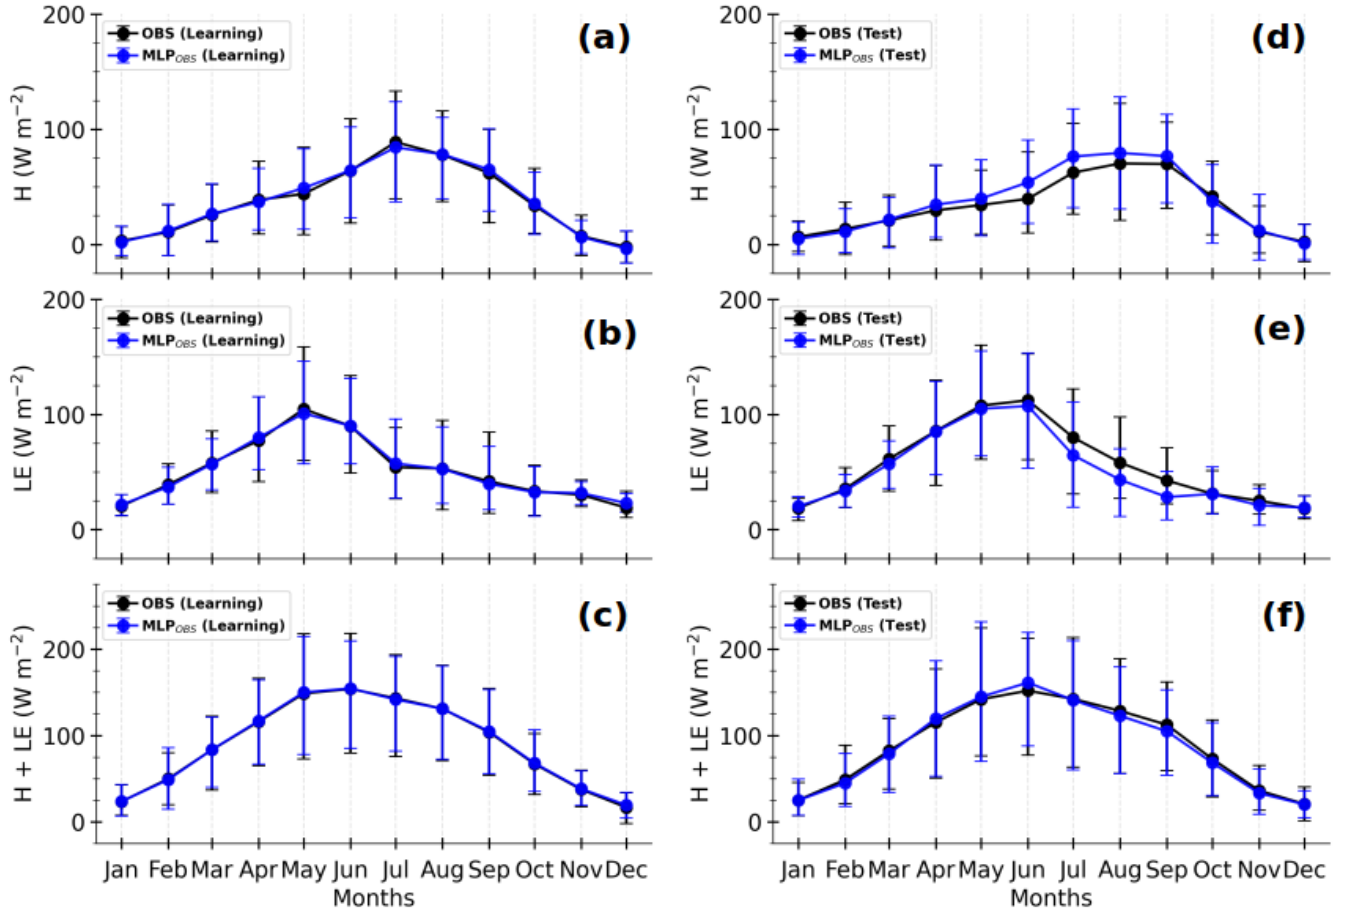 200
100
0
H (W m⁻²)
OBS (Learning)
MLP_OBS (Learning)
(a)
200
100
0
H (W m⁻²)
OBS (Test)
MLP_OBS (Test)
(d)
200
100
0
LE (W m⁻²)
OBS (Learning)
MLP_OBS (Learning)
(b)
200
100
0
LE (W m⁻²)
OBS (Test)
MLP_OBS (Test)
(e)
200
100
0
H + LE (W m⁻²)
OBS (Learning)
MLP_OBS (Learning)
(c)
Jan Feb Mar Apr May Jun Jul Aug Sep Oct Nov Dec
Months
200
100
0
H + LE (W m⁻²)
OBS (Test)
MLP_OBS (Test)
(f)
Jan Feb Mar Apr May Jun Jul Aug Sep Oct Nov Dec
Months